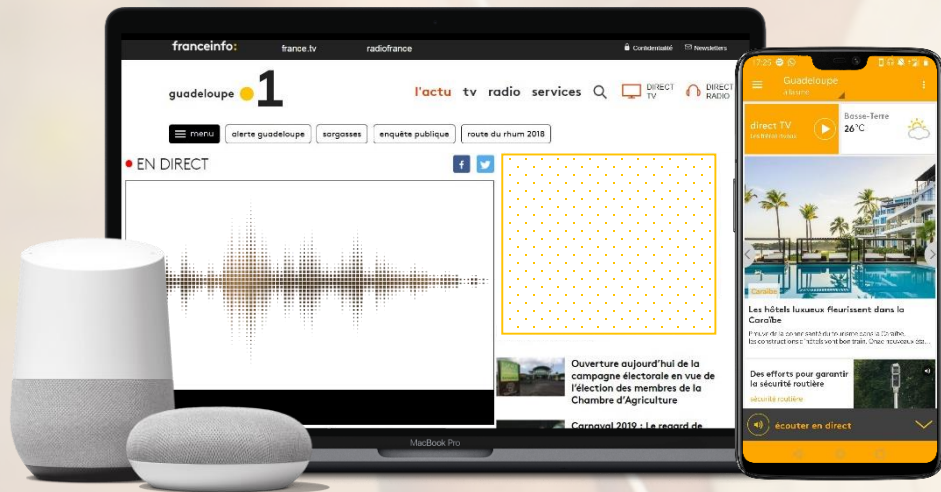 franceinfo: france.tv radiofrance Confidentialité Newsletters
guadeloupe 1
l'actu tv radio services DIRECT TV DIRECT RADIO
menu alerte guadeloupe sargasses enquête publique route du rhum 2018
EN DIRECT
Ouverture aujourd'hui de la
campagne électorale en vue de
l'élection des membres de la
Chambre d'Agriculture
Carnaval 2019 : Le regard de
MacBook Pro
17:25
Guadeloupe
à la une
direct TV
Basse-Terre
26°C
Caraïbe
Les hôtels luxueux fleurissent dans la
Caraïbe
Des efforts pour garantir
la sécurité routière
sécurité routière
écouter en direct